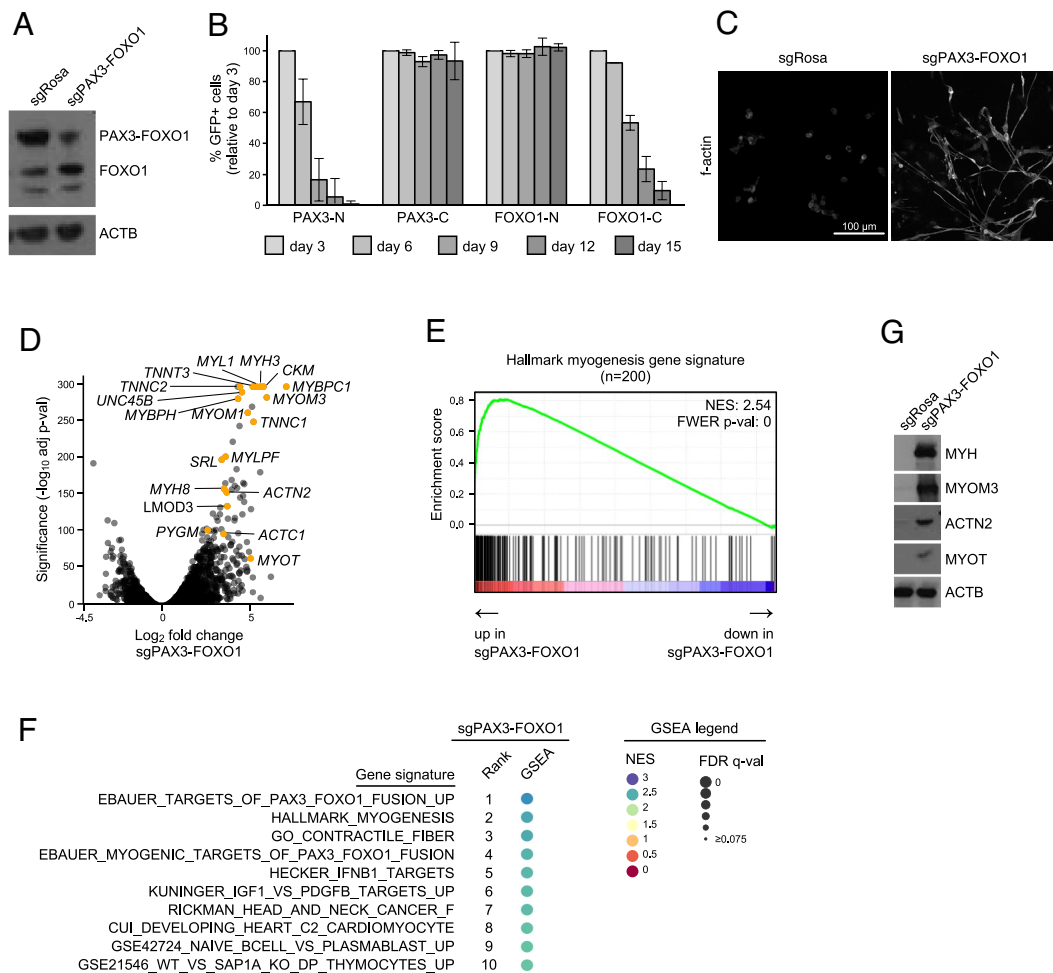 A
sgRosa
sgPAX3-FOXO1
PAX3-FOXO1
FOXO1
ACTB
B
% GFP+ cells
(relative to day 3)
100
80
60
40
20
0
PAX3-N
PAX3-C
FOXO1-N
FOXO1-C
day 3
day 6
day 9
day 12
day 15
C
sgRosa
sgPAX3-FOXO1
f-actin
100 µm
D
MYL1
MYH3
TNNT3
CKM
TNNC2
MYBPC1
UNC45B
MYOM3
MYBPH
MYOM1
TNNC1
SRL
MYLPF
MYH8
ACTN2
LMOD3
PYGM
ACTC1
MYOT
Significance (-log₁₀ adj p-val)
300
250
200
150
100
50
0
-4.5
0
5
Log₂ fold change
sgPAX3-FOXO1
E
Hallmark myogenesis gene signature
(n=200)
NES: 2.54
FWER p-val: 0
Enrichment score
0,8
0,6
0,4
0,2
0,0
← →
up in
sgPAX3-FOXO1
down in
sgPAX3-FOXO1
G
sgRosa
sgPAX3-FOXO1
MYH
MYOM3
ACTN2
MYOT
ACTB
F
sgPAX3-FOXO1
Gene signature Rank GSEA
EBAUER_TARGETS_OF_PAX3_FOXO1_FUSION_UP 1
HALLMARK_MYOGENESIS 2
GO_CONTRACTILE_FIBER 3
EBAUER_MYOGENIC_TARGETS_OF_PAX3_FOXO1_FUSION 4
HECKER_IFNB1_TARGETS 5
KUNINGER_IGF1_VS_PDGFB_TARGETS_UP 6
RICKMAN_HEAD_AND_NECK_CANCER_F 7
CUI_DEVELOPING_HEART_C2_CARDIOMYOCYTE 8
GSE42724_NAIVE_BCELL_VS_PLASMABLAST_UP 9
GSE21546_WT_VS_SAP1A_KO_DP_THYMOCYTES_UP 10
GSEA legend
NES
3
2.5
2
1.5
1
0.5
0
FDR q-val
0
≥0.075